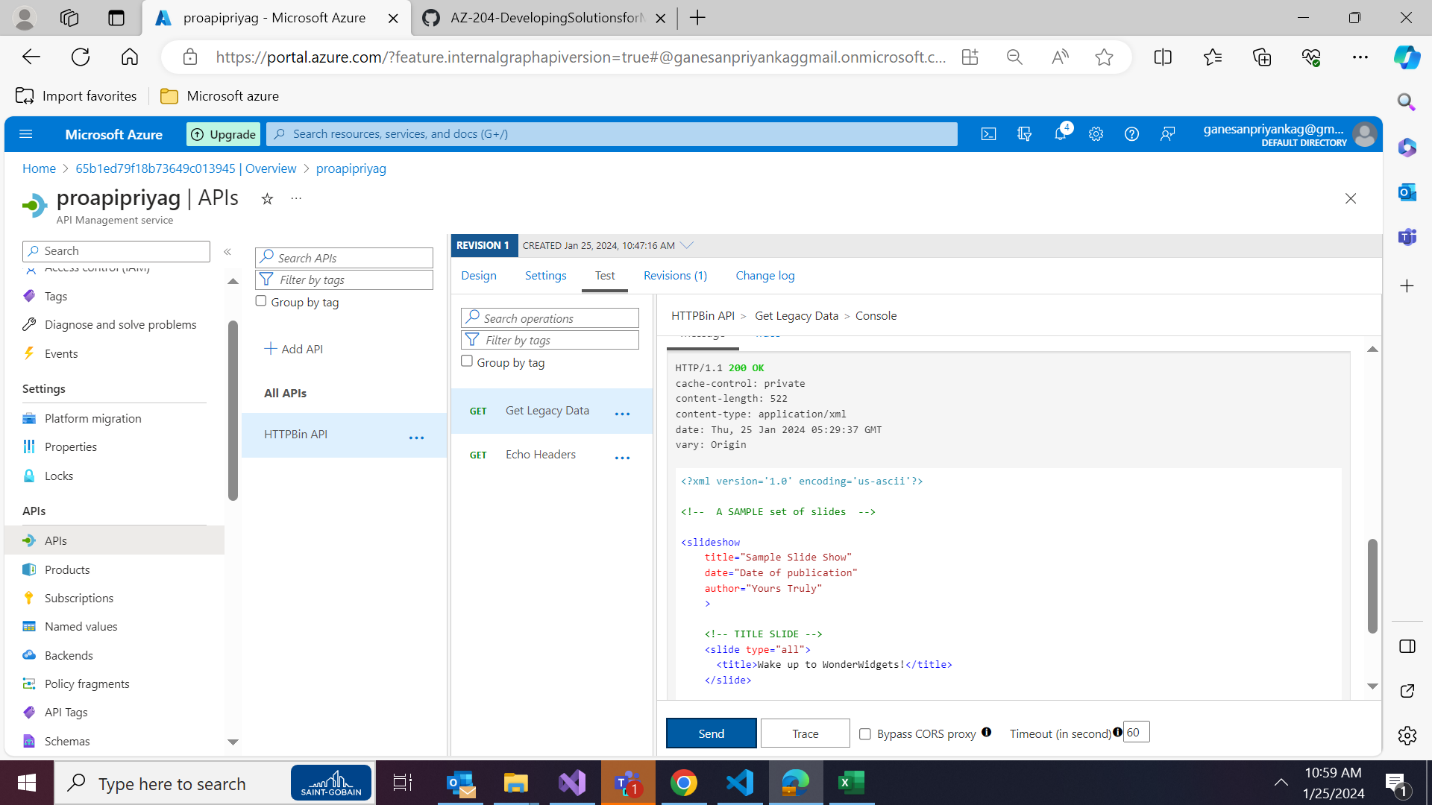 proapipriyag - Microsoft Azure
AZ-204-DevelopingSolutionsforM
https://portal.azure.com/?feature.internalgraphapiversion=true#@ganesanpriyankaggmail.onmicrosoft.c...
Import favorites
Microsoft azure
Microsoft Azure
Upgrade
Search resources, services, and docs (G+/)
4
ganesanpriyankag@gm...
DEFAULT DIRECTORY
Home > 65b1ed79f18b73649c013945 | Overview > proapipriyag
proapipriyag | APIs
API Management service
Search
Access control (IAM)
Tags
Diagnose and solve problems
Events
Settings
Platform migration
Properties
Locks
APIs
APIs
Products
Subscriptions
Named values
Backends
Policy fragments
API Tags
Schemas
Search APIs
Filter by tags
Group by tag
Add API
All APIs
HTTPBin API
REVISION 1
CREATED Jan 25, 2024, 10:47:16 AM
Design
Settings
Test
Revisions (1)
Change log
Search operations
Filter by tags
Group by tag
GET Get Legacy Data
GET Echo Headers
HTTPBin API > Get Legacy Data > Console
HTTP/1.1 200 OK
cache-control: private
content-length: 522
content-type: application/xml
date: Thu, 25 Jan 2024 05:29:37 GMT
vary: Origin
<?xml version='1.0' encoding='us-ascii'?>
<!-- A SAMPLE set of slides -->
<slideshow
title="Sample Slide Show"
date="Date of publication"
author="Yours Truly"
>
<!-- TITLE SLIDE -->
<slide type="all">
<title>Wake up to WonderWidgets!</title>
</slide>
Send
Trace
Bypass CORS proxy
Timeout (in second)
60
Type here to search
SAINT-GOBAIN
1
10:59 AM
1/25/2024
1